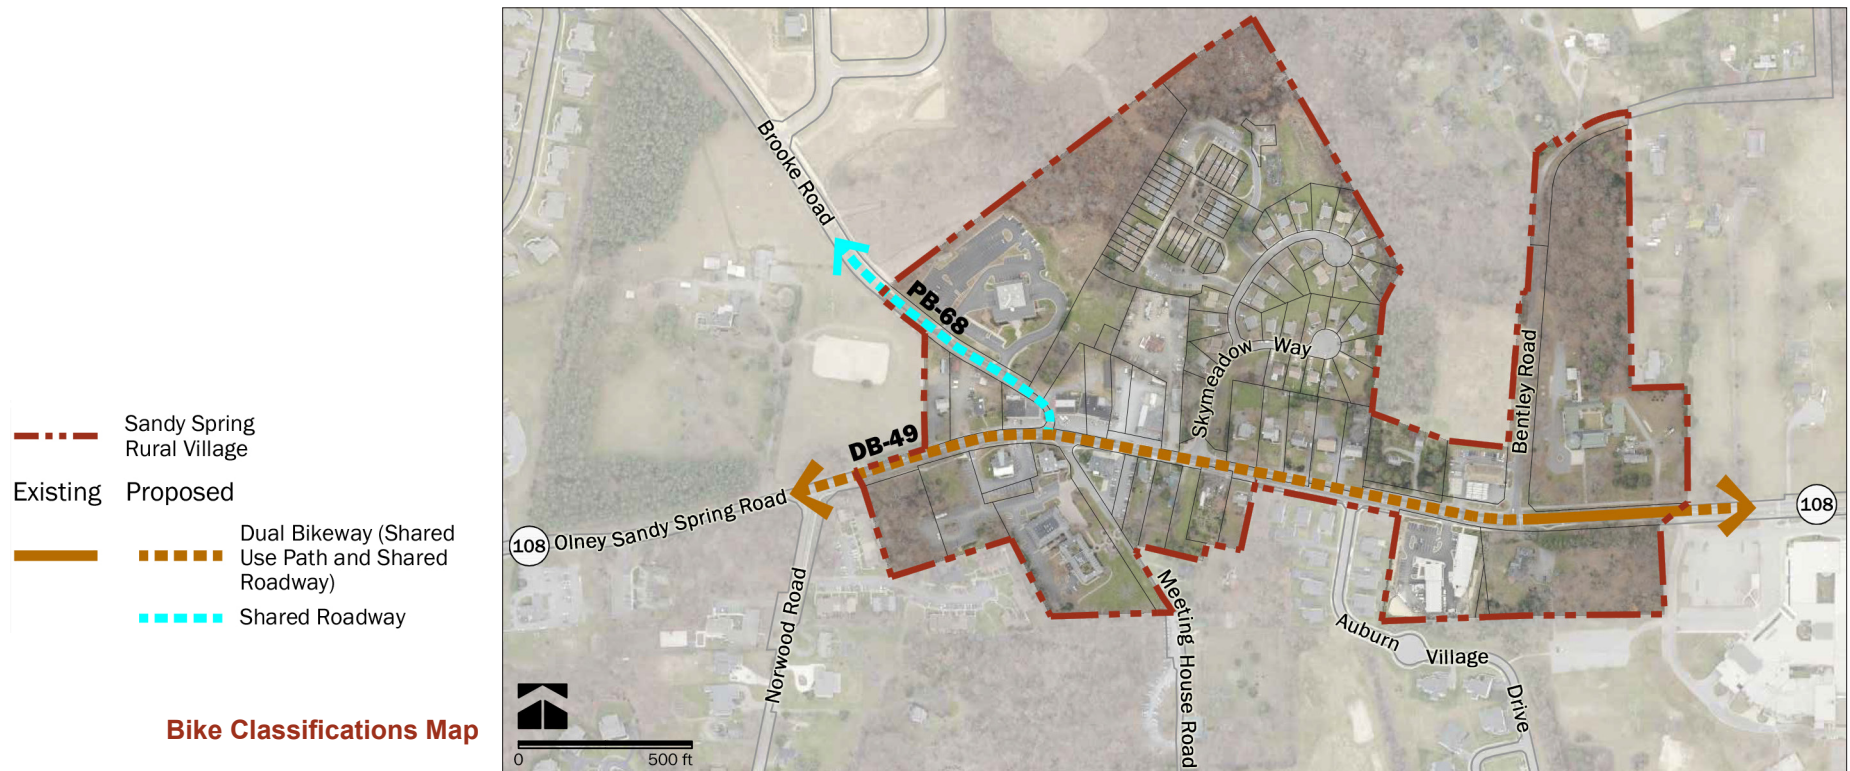 Sandy Spring
Rural Village
Existing Proposed
Dual Bikeway (Shared
Use Path and Shared
Roadway)
Shared Roadway
Bike Classifications Map
Brooke Road
PB-68
DB-49
Skymeadow Way
Bentley Road
108 Olney Sandy Spring Road
108
Norwood Road
Meeting House Road
Auburn Village Drive
0 500 ft